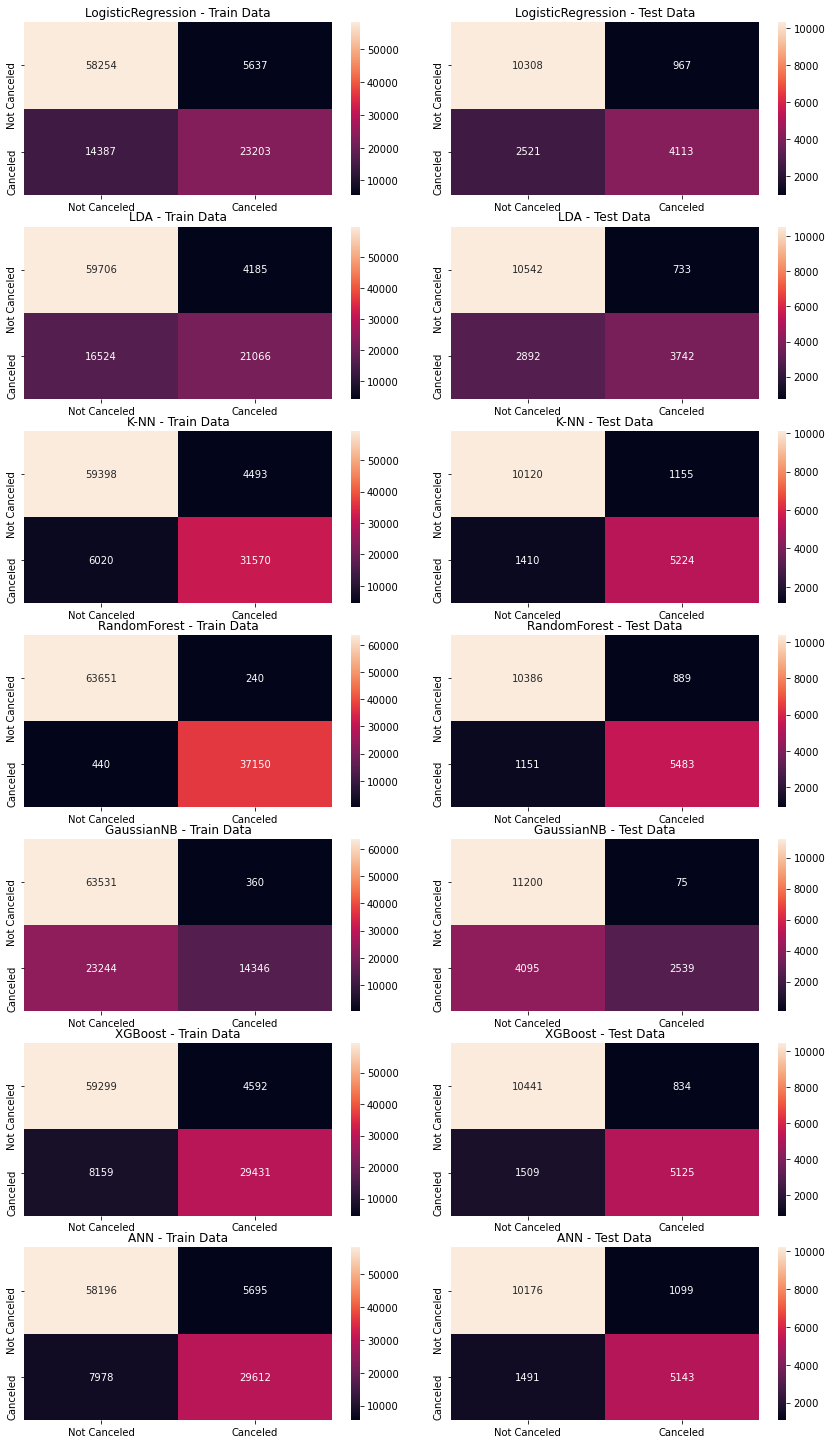 LogisticRegression - Train Data
Not Canceled
Canceled
58254 5637
14387 23203
Not Canceled Canceled
50000
40000
30000
20000
10000
LogisticRegression - Test Data
Not Canceled
Canceled
10308 967
2521 4113
Not Canceled Canceled
10000
8000
6000
4000
2000
LDA - Train Data
Not Canceled
Canceled
59706 4185
16524 21066
Not Canceled Canceled
50000
40000
30000
20000
10000
LDA - Test Data
Not Canceled
Canceled
10542 733
2892 3742
Not Canceled Canceled
10000
8000
6000
4000
2000
K-NN - Train Data
Not Canceled
Canceled
59398 4493
6020 31570
Not Canceled Canceled
50000
40000
30000
20000
10000
K-NN - Test Data
Not Canceled
Canceled
10120 1155
1410 5224
Not Canceled Canceled
10000
8000
6000
4000
2000
RandomForest - Train Data
Not Canceled
Canceled
63651 240
440 37150
Not Canceled Canceled
60000
50000
40000
30000
20000
10000
RandomForest - Test Data
Not Canceled
Canceled
10386 889
1151 5483
Not Canceled Canceled
10000
8000
6000
4000
2000
GaussianNB - Train Data
Not Canceled
Canceled
63531 360
23244 14346
Not Canceled Canceled
60000
50000
40000
30000
20000
10000
GaussianNB - Test Data
Not Canceled
Canceled
11200 75
4095 2539
Not Canceled Canceled
10000
8000
6000
4000
2000
XGBoost - Train Data
Not Canceled
Canceled
59299 4592
8159 29431
Not Canceled Canceled
50000
40000
30000
20000
10000
XGBoost - Test Data
Not Canceled
Canceled
10441 834
1509 5125
Not Canceled Canceled
10000
8000
6000
4000
2000
ANN - Train Data
Not Canceled
Canceled
58196 5695
7978 29612
Not Canceled Canceled
50000
40000
30000
20000
10000
ANN - Test Data
Not Canceled
Canceled
10176 1099
1491 5143
Not Canceled Canceled
10000
8000
6000
4000
2000